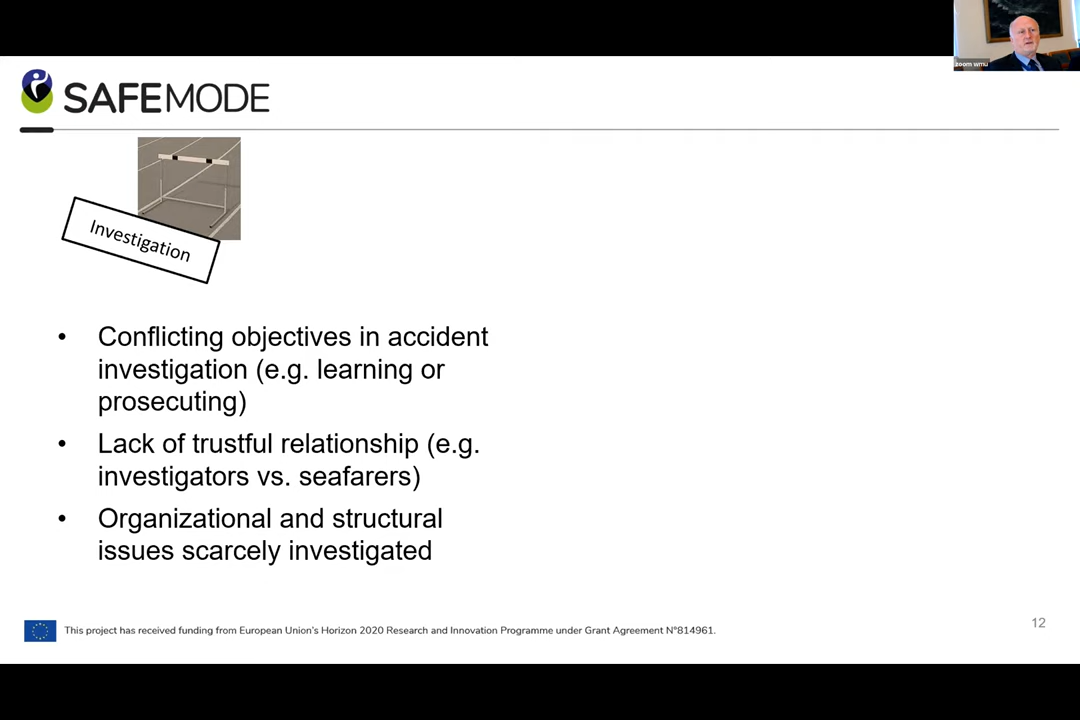 zoom wmu
SAFEMODE
Investigation
• Conflicting objectives in accident
investigation (e.g. learning or
prosecuting)
• Lack of trustful relationship (e.g.
investigators vs. seafarers)
• Organizational and structural
issues scarcely investigated
This project has received funding from European Union's Horizon 2020 Research and Innovation Programme under Grant Agreement N°814961.
12